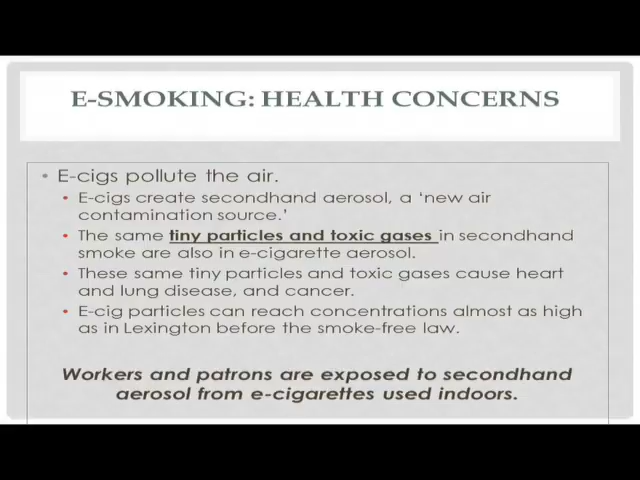 E-SMOKING: HEALTH CONCERNS
• E-cigs pollute the air.
• E-cigs create secondhand aerosol, a ‘new air
contamination source.’
• The same tiny particles and toxic gases in secondhand
smoke are also in e-cigarette aerosol.
• These same tiny particles and toxic gases cause heart
and lung disease, and cancer.
• E-cig particles can reach concentrations almost as high
as in Lexington before the smoke-free law.
Workers and patrons are exposed to secondhand
aerosol from e-cigarettes used indoors.